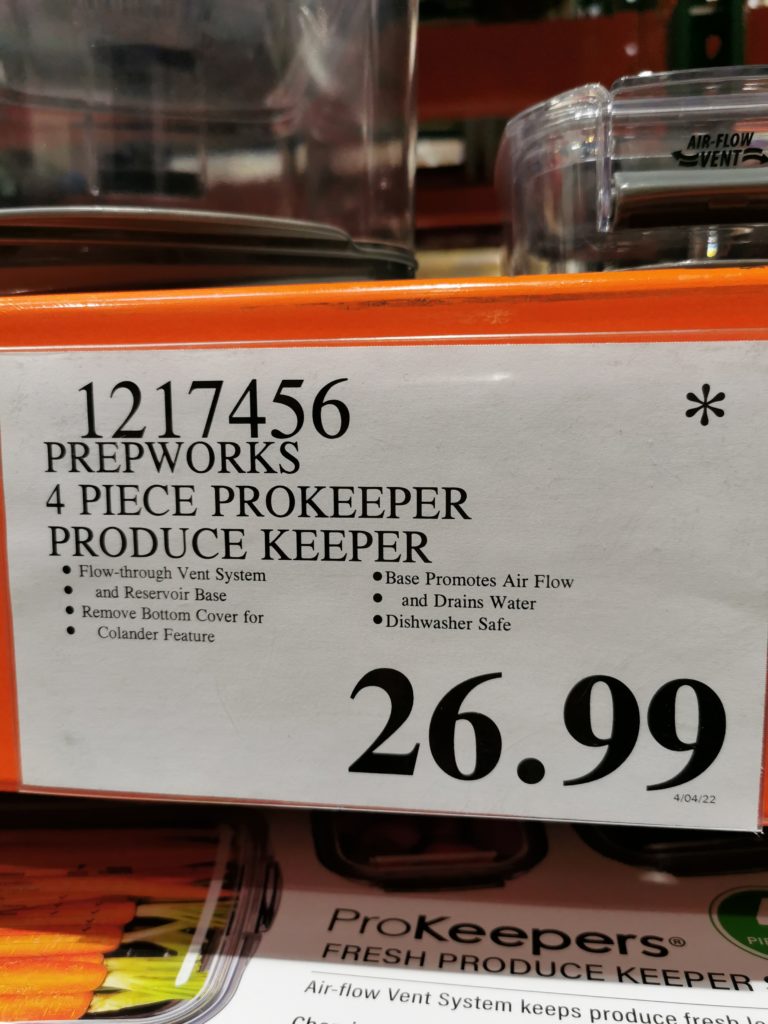 AIR-FLOW
VENT
1217456
*
PREPWORKS
4 PIECE PROKEEPER
PRODUCE KEEPER
• Flow-through Vent System
• and Reservoir Base
• Remove Bottom Cover for
• Colander Feature
• Base Promotes Air Flow
• and Drains Water
• Dishwasher Safe
26.99
4/04/22
ProKeepers®
FRESH PRODUCE KEEPER
Air-flow Vent System keeps produce fresh